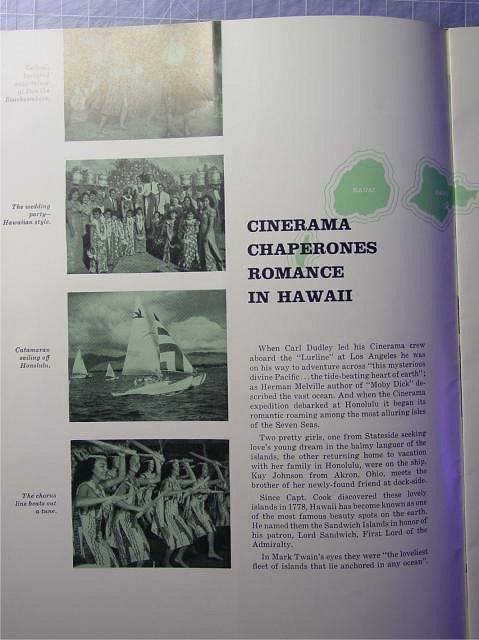 featured
entertainer
at Don the
Beachcomber.
The wedding
party—
Hawaiian style.
Catamaran
sailing off
Honolulu.
The chorus
line beats out
a tune.
KAUAI
CINERAMA
CHAPERONES
ROMANCE
IN HAWAII
When Carl Dudley led his Cinerama crew
aboard the "Lurline" at Los Angeles he was
on his way to adventure across "this mysterious
divine Pacific . . . the tide-beating heart of earth";
as Herman Melville author of "Moby Dick" de-
scribed the vast ocean. And when the Cinerama
expedition debarked at Honolulu it began its
romantic roaming among the most alluring isles
of the Seven Seas.
Two pretty girls, one from Stateside seeking
love's young dream in the balmy languor of the
islands, the other returning home to vacation
with her family in Honolulu, were on the ship.
Kay Johnson from Akron, Ohio, meets the
brother of her newly-found friend at dock-side.
Since Capt. Cook discovered these lovely
islands in 1778, Hawaii has become known as one
of the most famous beauty spots on the earth.
He named them the Sandwich Islands in honor of
his patron, Lord Sandwich, First Lord of the
Admiralty.
In Mark Twain's eyes they were "the loveliest
fleet of islands that lie anchored in any ocean".